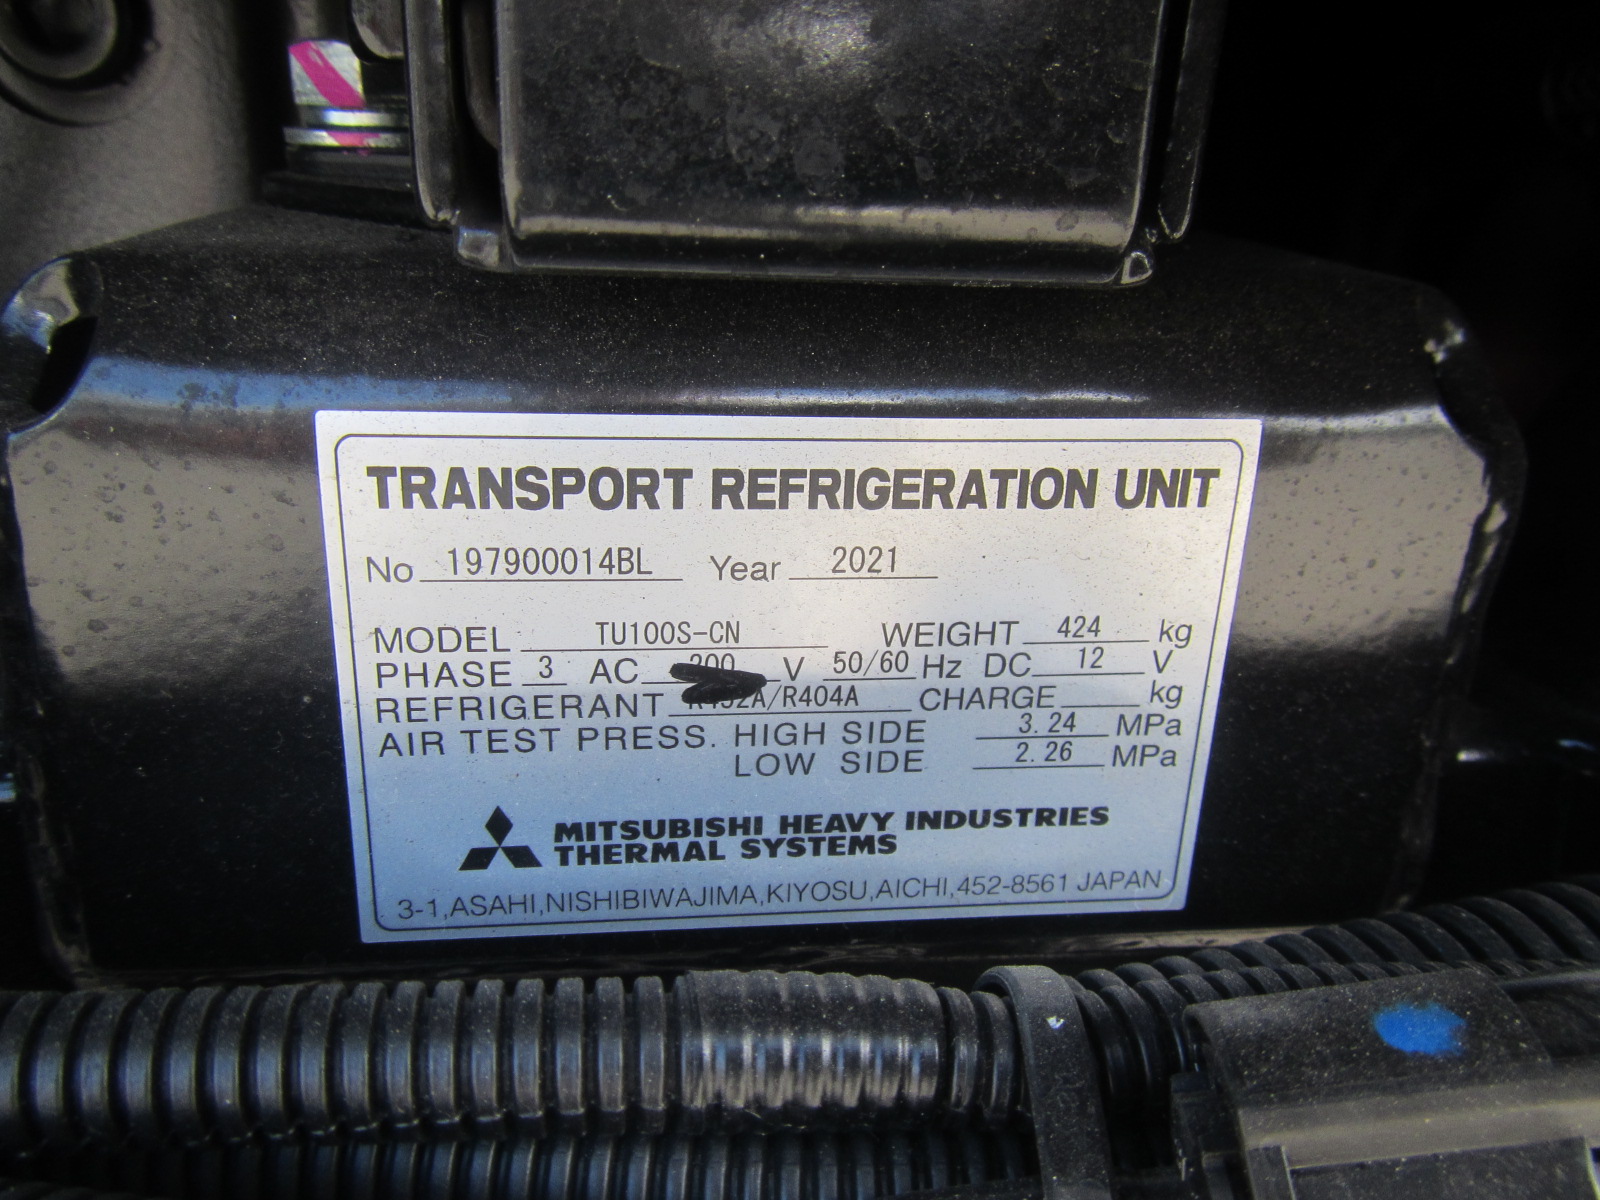 TRANSPORT REFRIGERATION UNIT
No 197900014BL Year 2021
MODEL TU100S-CN WEIGHT 424 kg
PHASE 3 AC 200 V 50/60 Hz DC 12 V
REFRIGERANT R452A/R404A CHARGE kg
AIR TEST PRESS. HIGH SIDE 3.24 MPa
LOW SIDE 2.26 MPa
MITSUBISHI HEAVY INDUSTRIES
THERMAL SYSTEMS
3-1,ASAHI,NISHIBIWAJIMA,KIYOSU,AICHI,452-8561 JAPAN